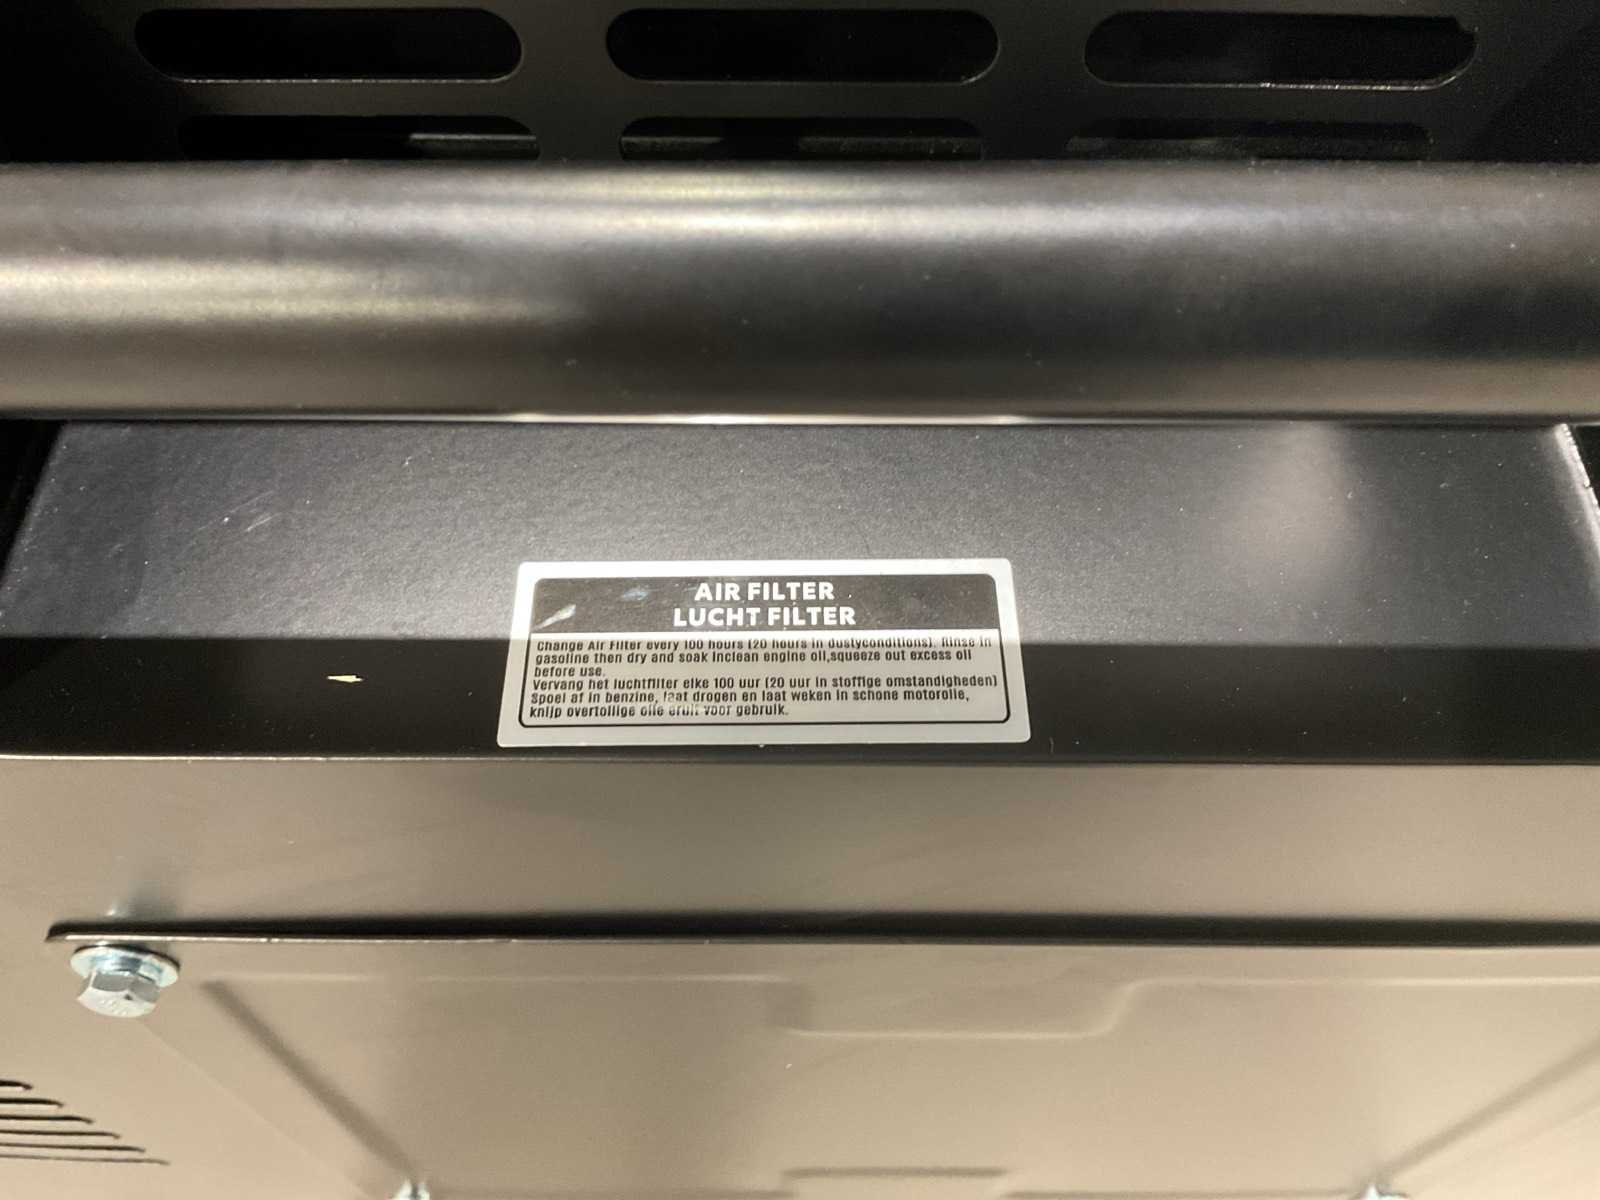 AIR FILTER
LUCHT FILTER
Change Air Filter every 100 hours (20 hours in dustyconditions). Rinse in
gasoline then dry and soak inclean engine oil,squeeze out excess oil
before use.
Vervang het luchtfilter elke 100 uur (20 uur in stoffige omstandigheden)
Spoel af in benzine, laat drogen en laat weken in schone motorolie,
knijp overtollige olie eruit voor gebruik.